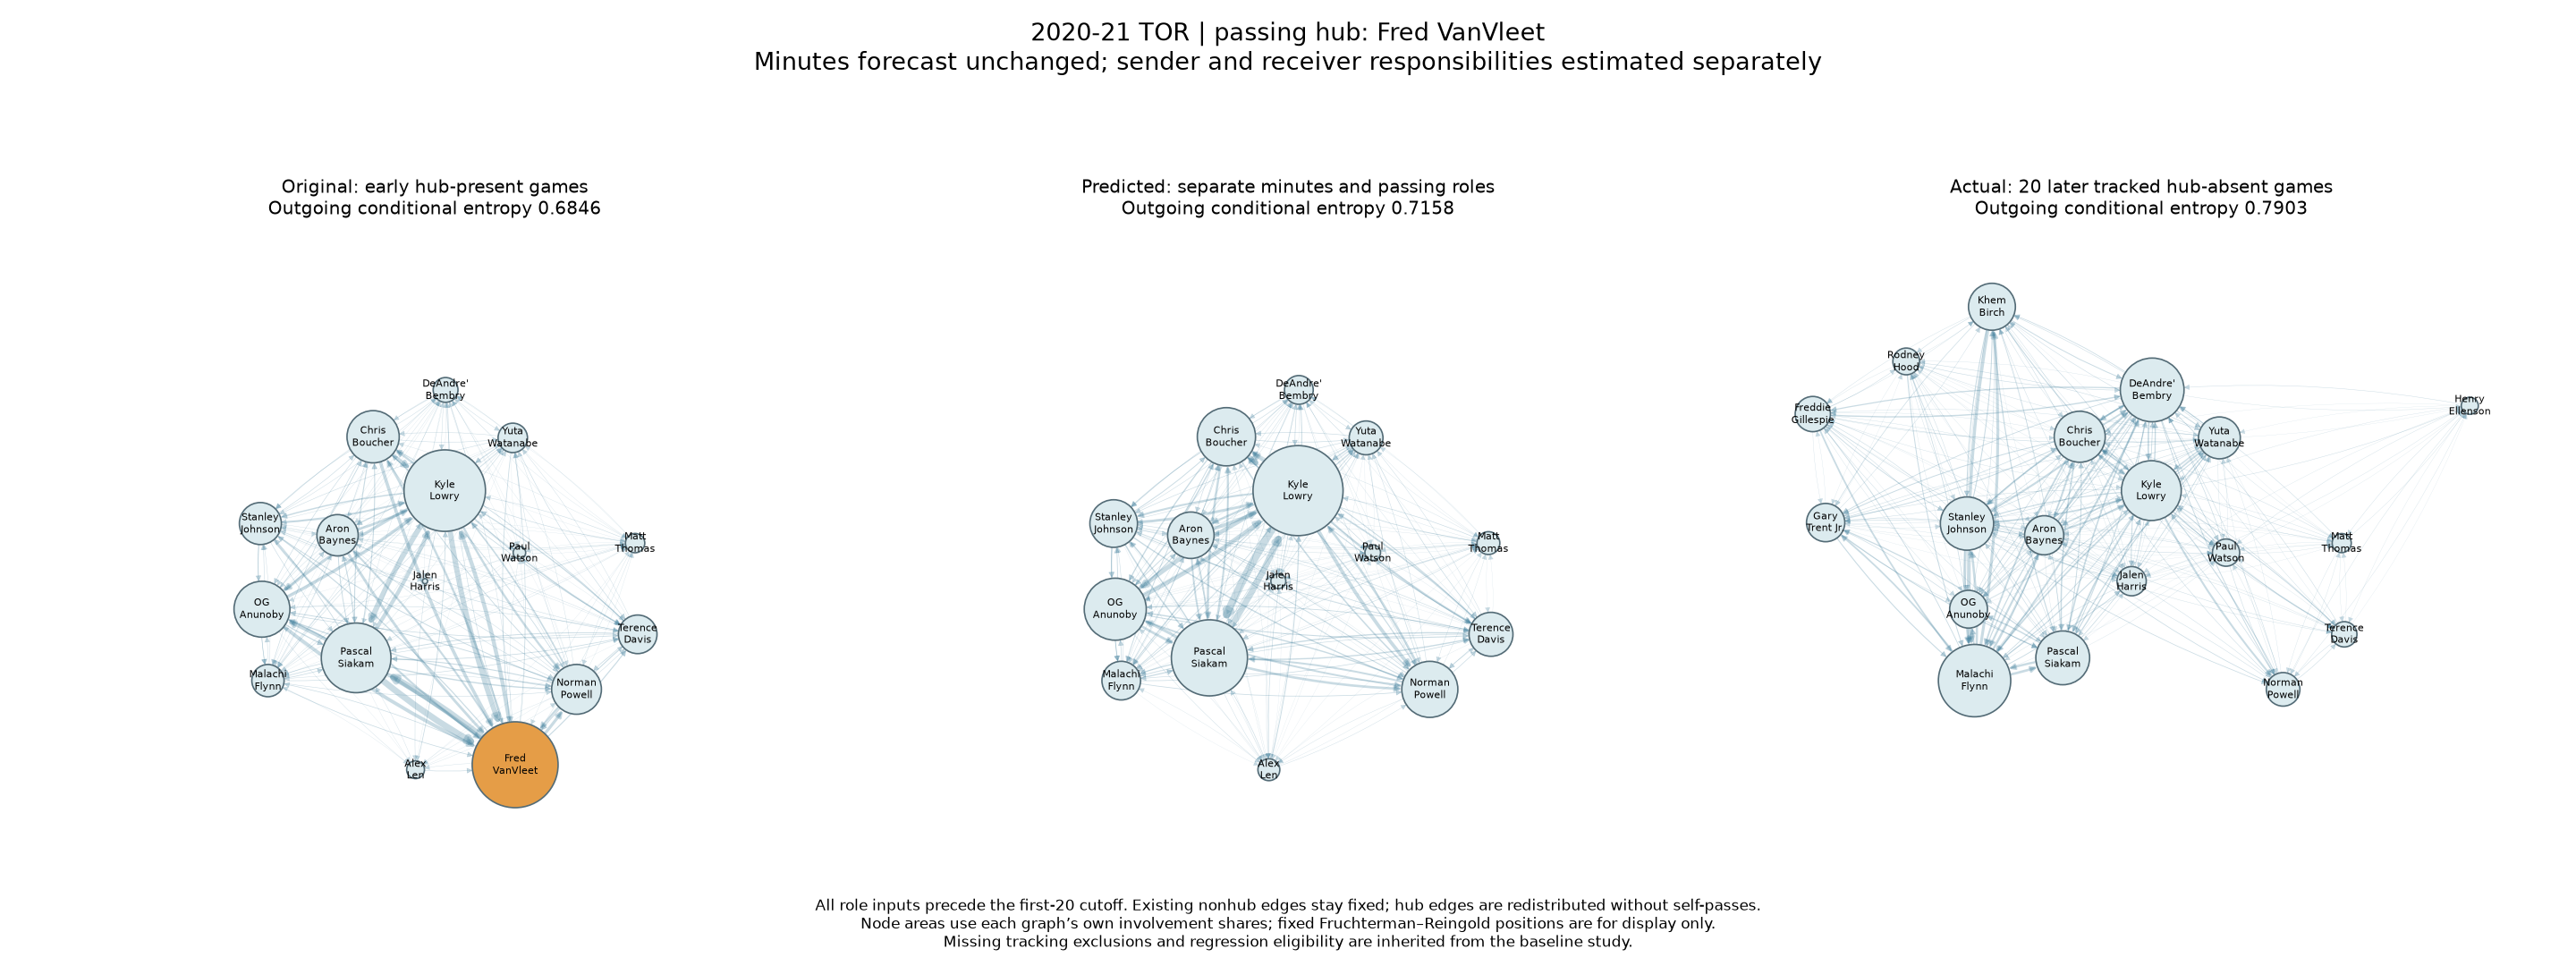 2020-21 TOR | passing hub: Fred VanVleet
Minutes forecast unchanged; sender and receiver responsibilities estimated separately
Original: early hub-present games
Outgoing conditional entropy 0.6846
DeAndre'
Bembry
Chris
Boucher
Yuta
Watanabe
Kyle
Lowry
Stanley
Johnson
Aron
Baynes
Matt
Thomas
Paul
Watson
Jalen
Harris
OG
Anunoby
Terence
Davis
Pascal
Siakam
Malachi
Flynn
Norman
Powell
Fred
VanVleet
Alex
Len
Predicted: separate minutes and passing roles
Outgoing conditional entropy 0.7158
DeAndre'
Bembry
Chris
Boucher
Yuta
Watanabe
Kyle
Lowry
Stanley
Johnson
Aron
Baynes
Matt
Thomas
Paul
Watson
Jalen
Harris
OG
Anunoby
Terence
Davis
Pascal
Siakam
Malachi
Flynn
Norman
Powell
Alex
Len
Actual: 20 later tracked hub-absent games
Outgoing conditional entropy 0.7903
Khem
Birch
Rodney
Hood
DeAndre'
Bembry
Henry
Ellenson
Freddie
Gillespie
Chris
Boucher
Yuta
Watanabe
Kyle
Lowry
Gary
Trent Jr.
Stanley
Johnson
Aron
Baynes
Matt
Thomas
Paul
Watson
Jalen
Harris
OG
Anunoby
Terence
Davis
Pascal
Siakam
Malachi
Flynn
Norman
Powell
All role inputs precede the first-20 cutoff. Existing nonhub edges stay fixed; hub edges are redistributed without self-passes.
Node areas use each graph’s own involvement shares; fixed Fruchterman–Reingold positions are for display only.
Missing tracking exclusions and regression eligibility are inherited from the baseline study.